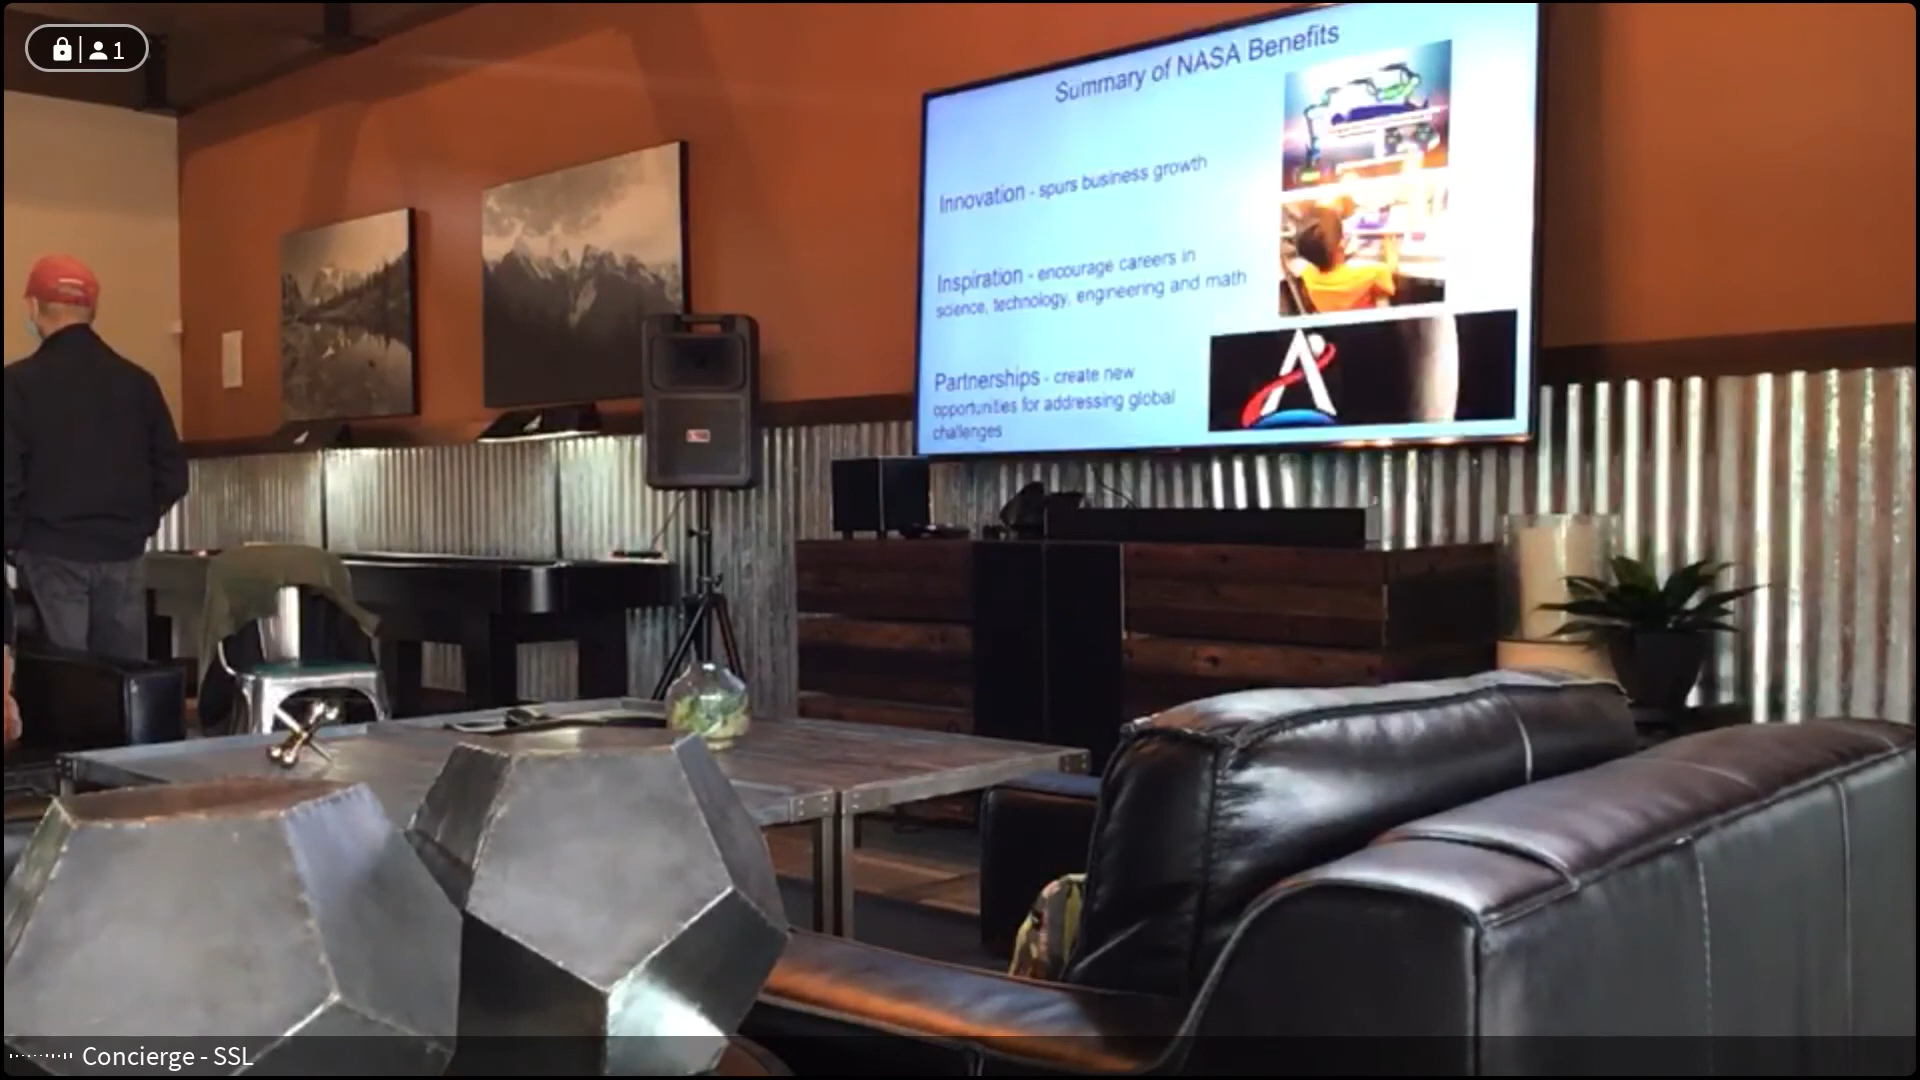 1
Summary of NASA Benefits
Innovation - spurs business growth
Inspiration - encourage careers in
science, technology, engineering and math
Partnerships - create new
opportunities for addressing global
challenges
Concierge - SSL